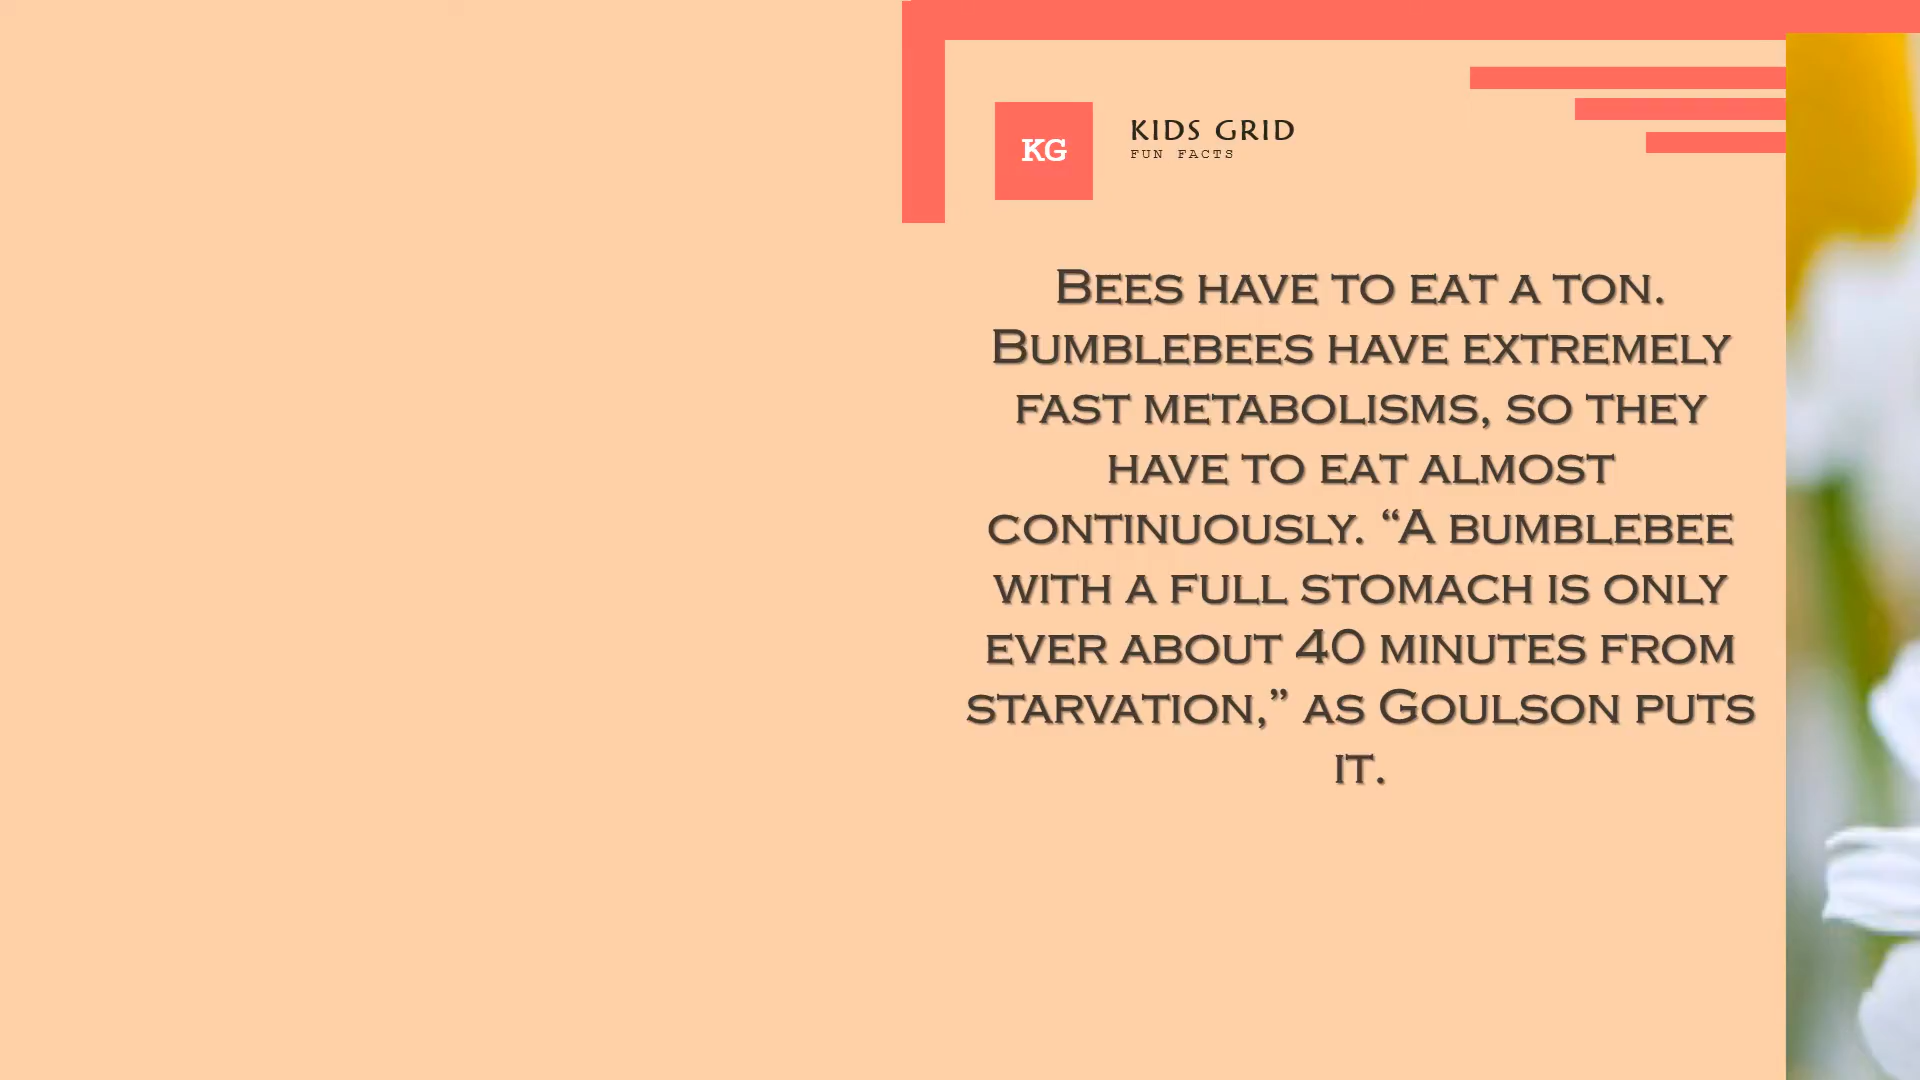 KG
KIDS GRID
FUN FACTS
Bees have to eat a ton.
Bumblebees have extremely
fast metabolisms, so they
have to eat almost
continuously. “A bumblebee
with a full stomach is only
ever about 40 minutes from
starvation,” as Goulson puts
it.